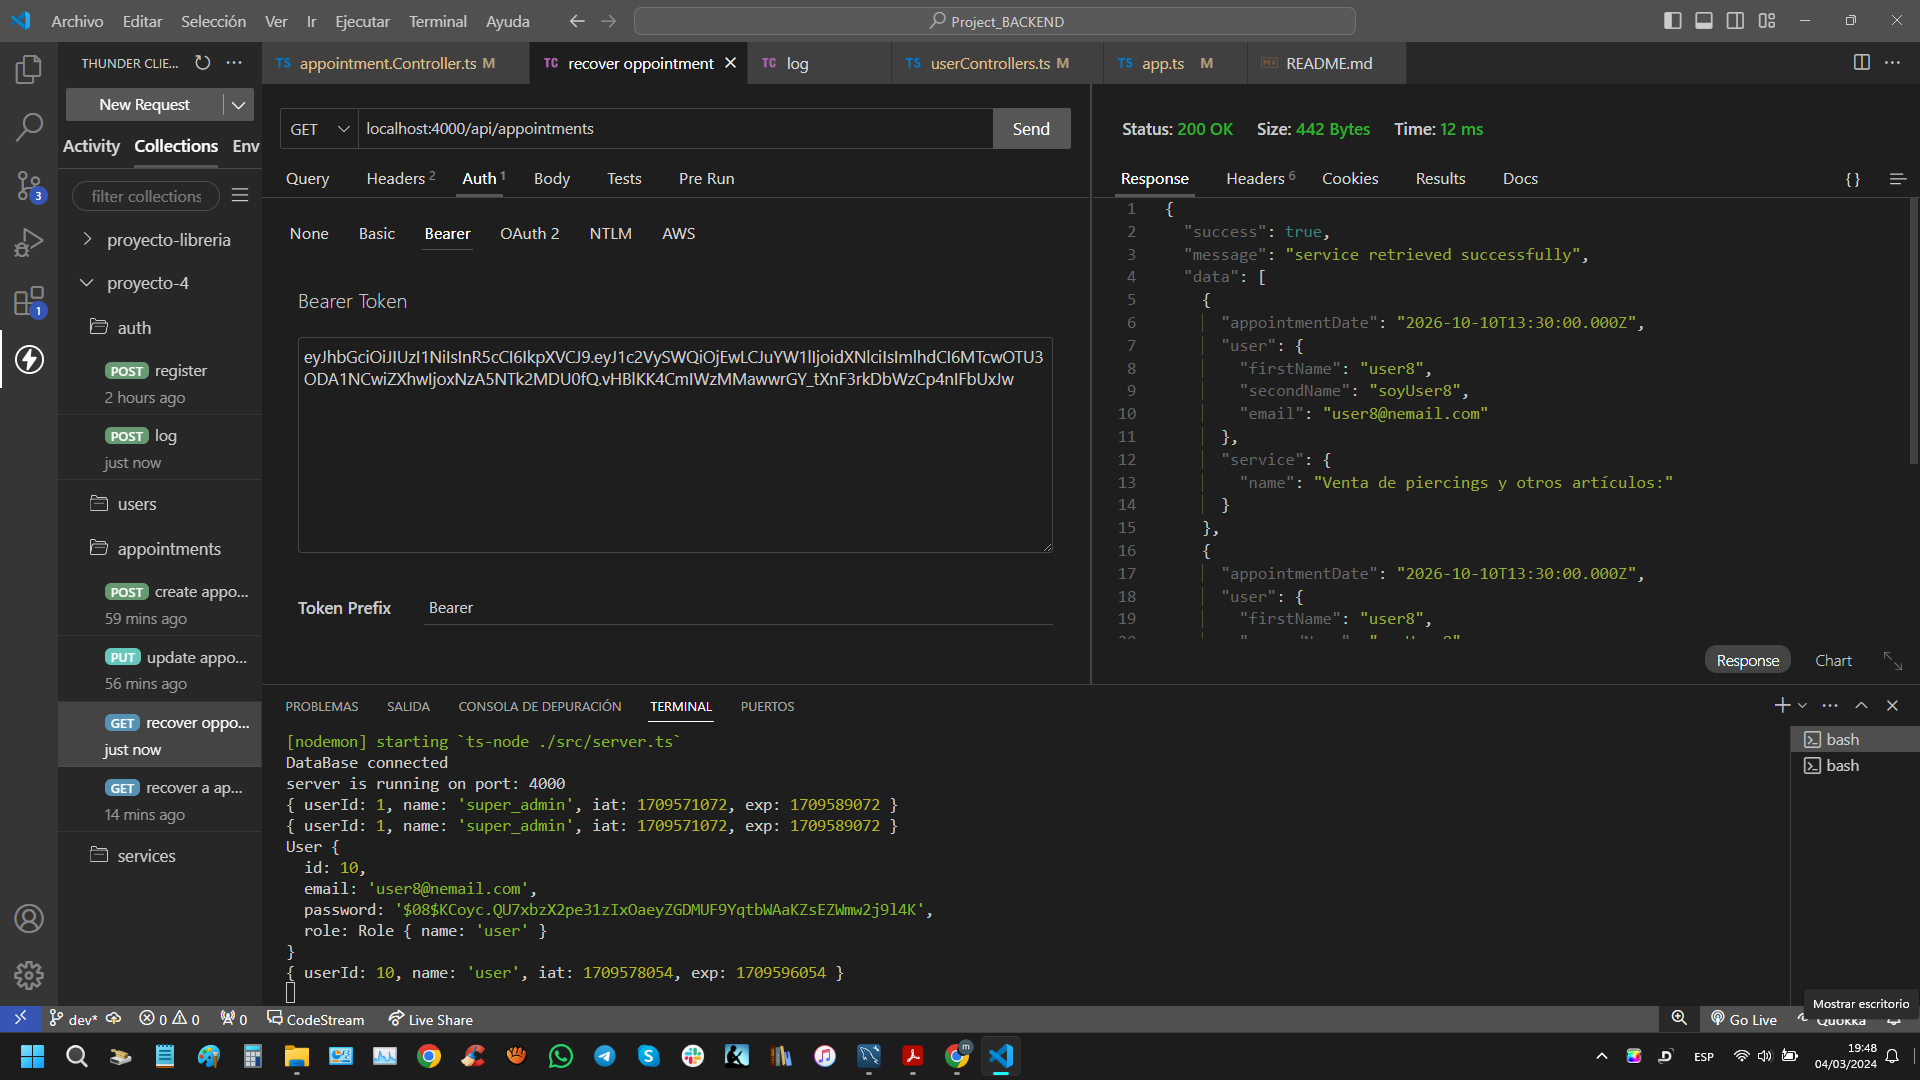 Archivo Editar Selección Ver Ir Ejecutar Terminal Ayuda
Project_BACKEND
THUNDER CLIE...
New Request
Activity Collections Env
filter collections
proyecto-libreria
proyecto-4
auth
POST register
2 hours ago
POST log
just now
users
appointments
POST create appo...
59 mins ago
PUT update appo...
56 mins ago
GET recover oppo...
just now
GET recover a ap...
14 mins ago
services
3
1
TS appointment.Controller.ts M
TC recover oppointment
TC log
TS userControllers.ts M
TS app.ts M
README.md
GET localhost:4000/api/appointments Send
Query Headers 2 Auth 1 Body Tests Pre Run
None Basic Bearer OAuth 2 NTLM AWS
Bearer Token
eyJhbGciOiJIUzI1NiIsInR5cCI6IkpXVCJ9.eyJ1c2VySWQiOjEwLCJuYW1lIjoidXNlciIsImlhdCI6MTcwOTU3
ODA1NCwiZXhwIjoxNzA5NTk2MDU0fQ.vHBlKK4CmIWzMMawwrGY_tXnF3rkDbWzCp4nIFbUxJw
Token Prefix Bearer
Status: 200 OK Size: 442 Bytes Time: 12 ms
Response Headers 6 Cookies Results Docs
{ }
1 {
2 "success": true,
3 "message": "service retrieved successfully",
4 "data": [
5 {
6 "appointmentDate": "2026-10-10T13:30:00.000Z",
7 "user": {
8 "firstName": "user8",
9 "secondName": "soyUser8",
10 "email": "user8@nemail.com"
11 },
12 "service": {
13 "name": "Venta de piercings y otros artículos:"
14 }
15 },
16 {
17 "appointmentDate": "2026-10-10T13:30:00.000Z",
18 "user": {
19 "firstName": "user8",
Response Chart
PROBLEMAS SALIDA CONSOLA DE DEPURACIÓN TERMINAL PUERTOS
[nodemon] starting `ts-node ./src/server.ts`
DataBase connected
server is running on port: 4000
{ userId: 1, name: 'super_admin', iat: 1709571072, exp: 1709589072 }
{ userId: 1, name: 'super_admin', iat: 1709571072, exp: 1709589072 }
User {
id: 10,
email: 'user8@nemail.com',
password: '$08$KCoyc.QU7xbzX2pe31zIxOaeyZGDMUF9YqtbWAaKZsEZWmw2j9l4K',
role: Role { name: 'user' }
}
{ userId: 10, name: 'user', iat: 1709578054, exp: 1709596054 }
bash
bash
Mostrar escritorio
dev* 0 0 0 CodeStream Live Share
Go Live Quokka
ESP
19:48
04/03/2024